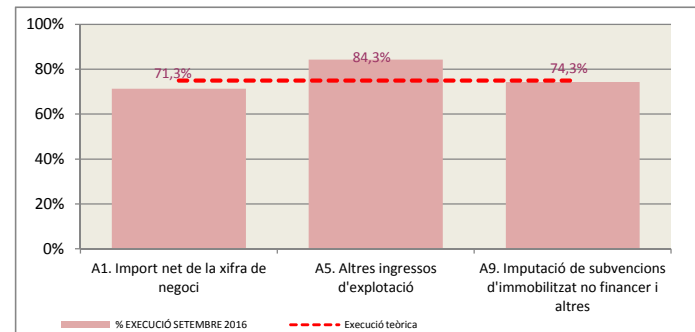 100%
80%
60%
40%
20%
0%
71,3%
84,3%
74,3%
A1. Import net de la xifra de
negoci
A5. Altres ingressos
d'explotació
A9. Imputació de subvencions
d'immobilitzat no financer i
altres
% EXECUCIÓ SETEMBRE 2016
Execució teòrica